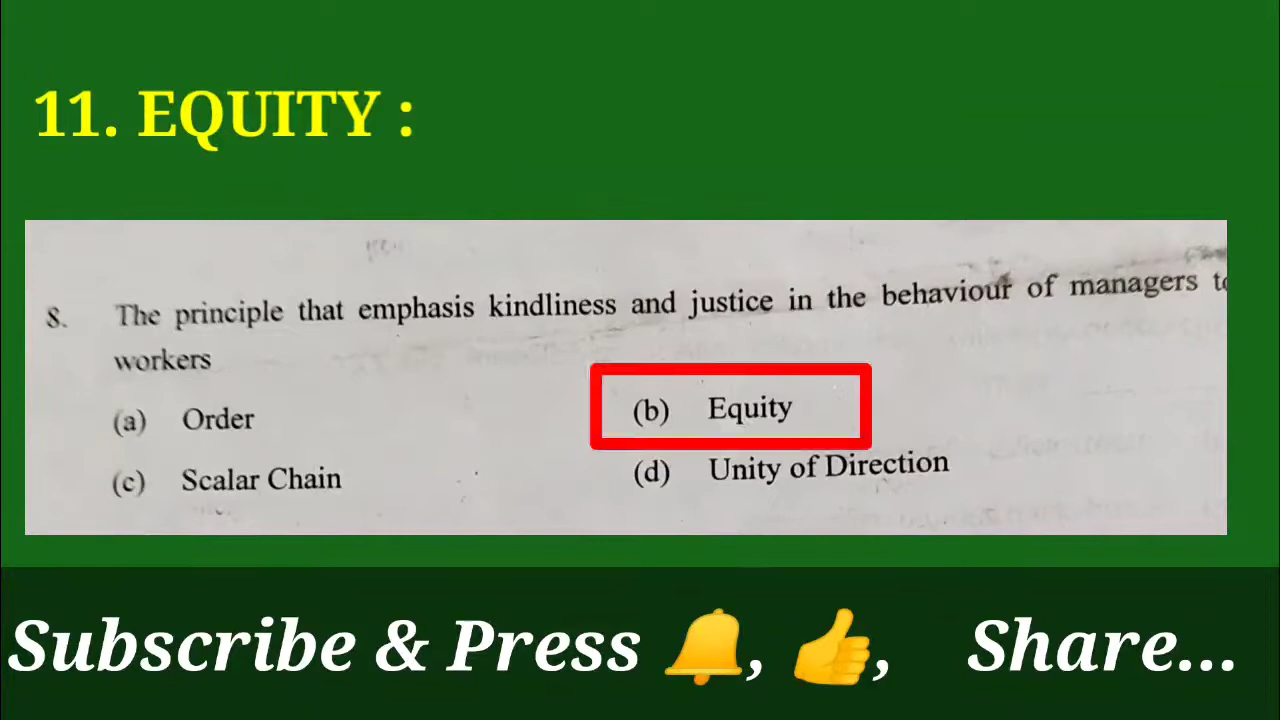 11. EQUITY :
8. The principle that emphasis kindliness and justice in the behaviour of managers to
workers
(a) Order (b) Equity
(c) Scalar Chain (d) Unity of Direction
Subscribe & Press 🔔, 👍, Share...